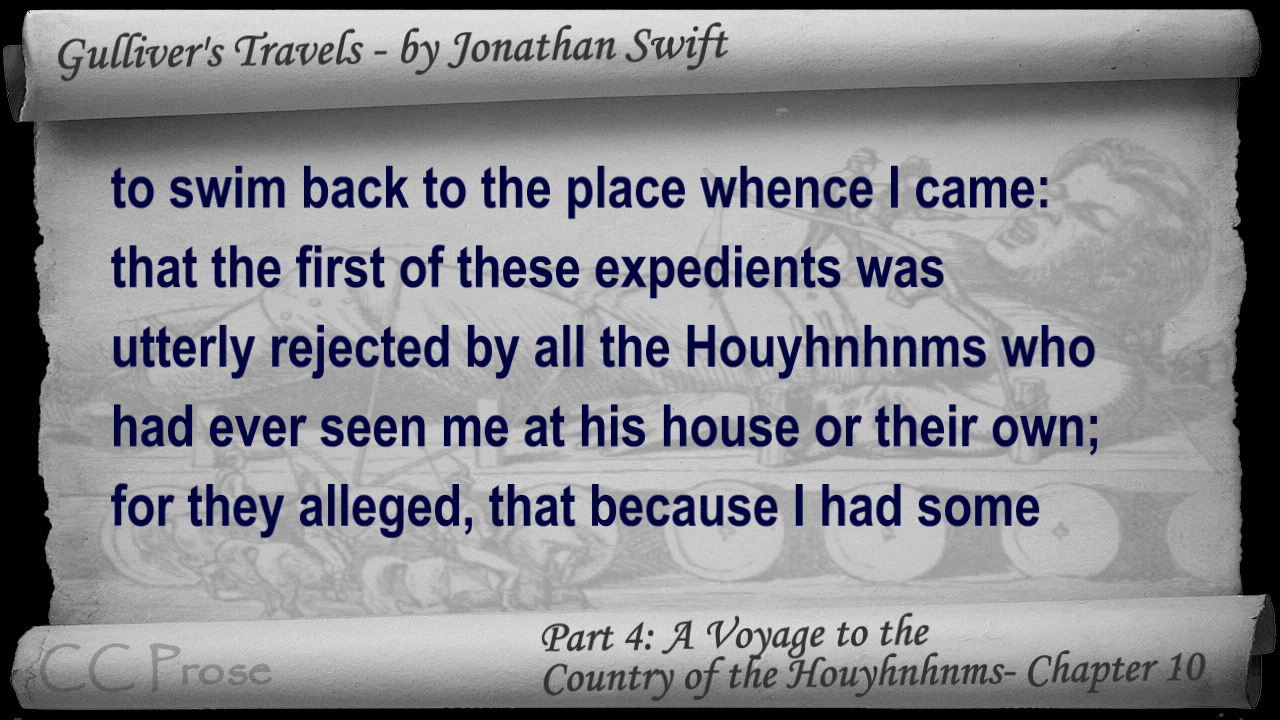 Gulliver's Travels - by Jonathan Swift
to swim back to the place whence I came:
that the first of these expedients was
utterly rejected by all the Houyhnhnms who
had ever seen me at his house or their own;
for they alleged, that because I had some
Part 4: A Voyage to the
Country of the Houyhnhnms- Chapter 10
CC Prose